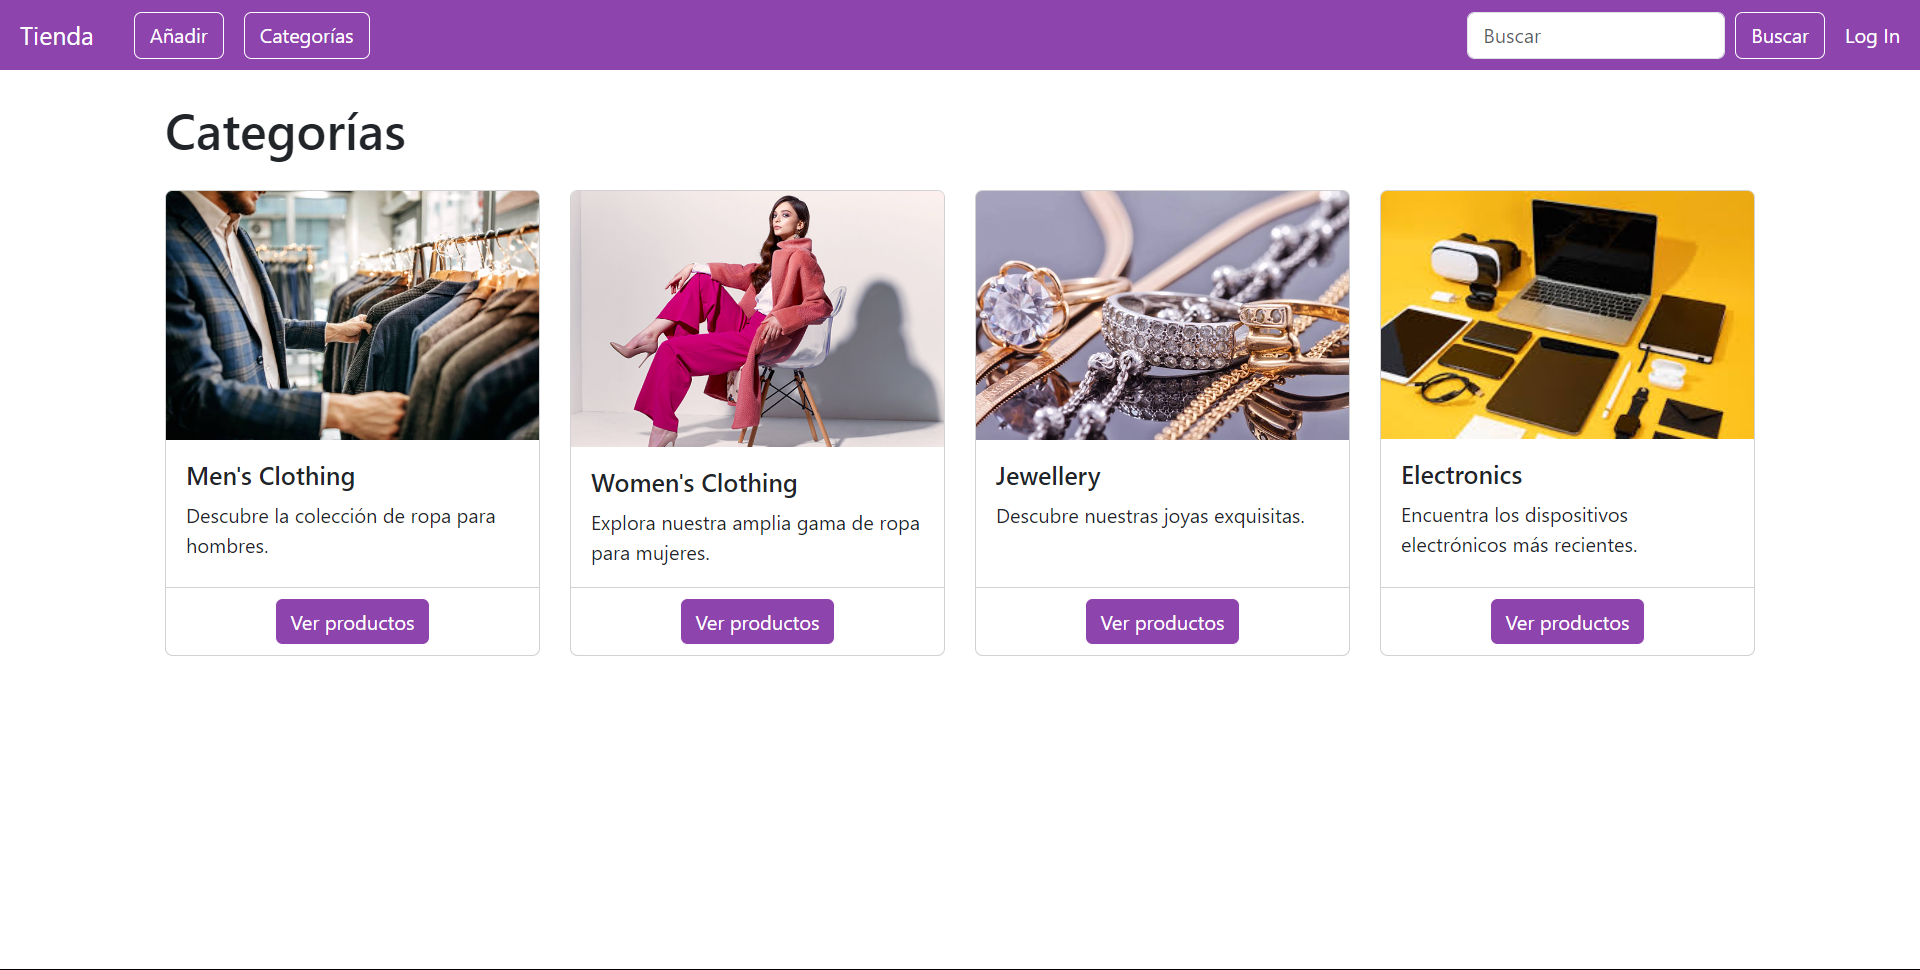 Tienda
Añadir
Categorías
Buscar
Buscar
Log In
Categorías
Men's Clothing
Descubre la colección de ropa para
hombres.
Ver productos
Women's Clothing
Explora nuestra amplia gama de ropa
para mujeres.
Ver productos
Jewellery
Descubre nuestras joyas exquisitas.
Ver productos
Electronics
Encuentra los dispositivos
electrónicos más recientes.
Ver productos